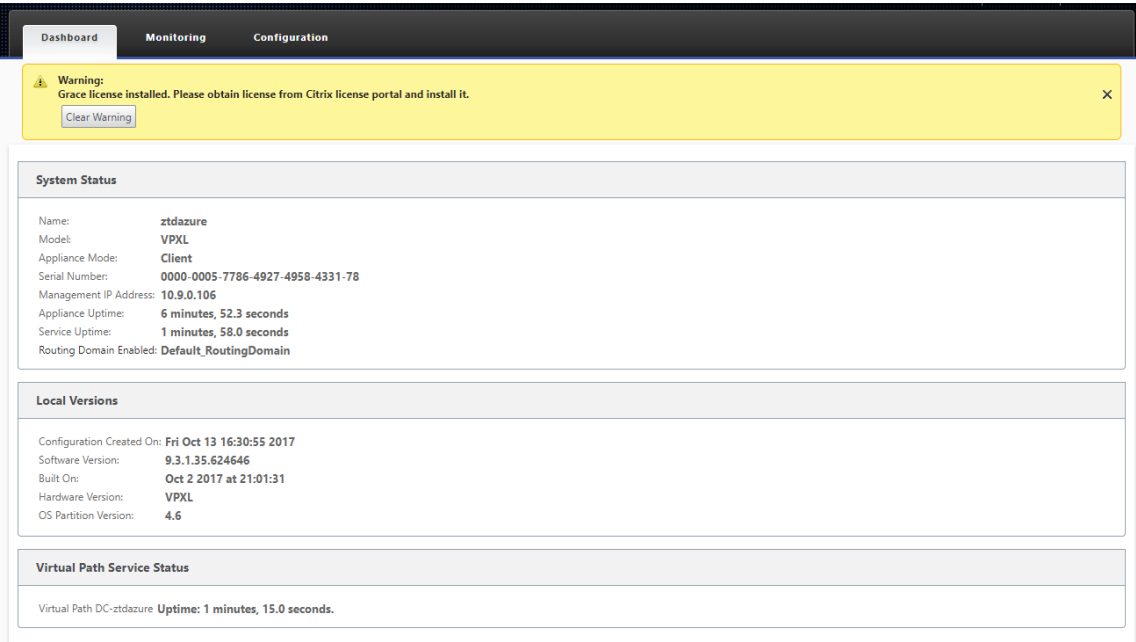 Dashboard Monitoring Configuration
Warning:
Grace license installed. Please obtain license from Citrix license portal and install it.
Clear Warning
System Status
Name: ztdazure
Model: VPXL
Appliance Mode: Client
Serial Number: 0000-0005-7786-4927-4958-4331-78
Management IP Address: 10.9.0.106
Appliance Uptime: 6 minutes, 52.3 seconds
Service Uptime: 1 minutes, 58.0 seconds
Routing Domain Enabled: Default_RoutingDomain
Local Versions
Configuration Created On: Fri Oct 13 16:30:55 2017
Software Version: 9.3.1.35.624646
Built On: Oct 2 2017 at 21:01:31
Hardware Version: VPXL
OS Partition Version: 4.6
Virtual Path Service Status
Virtual Path DC-ztdazure Uptime: 1 minutes, 15.0 seconds.